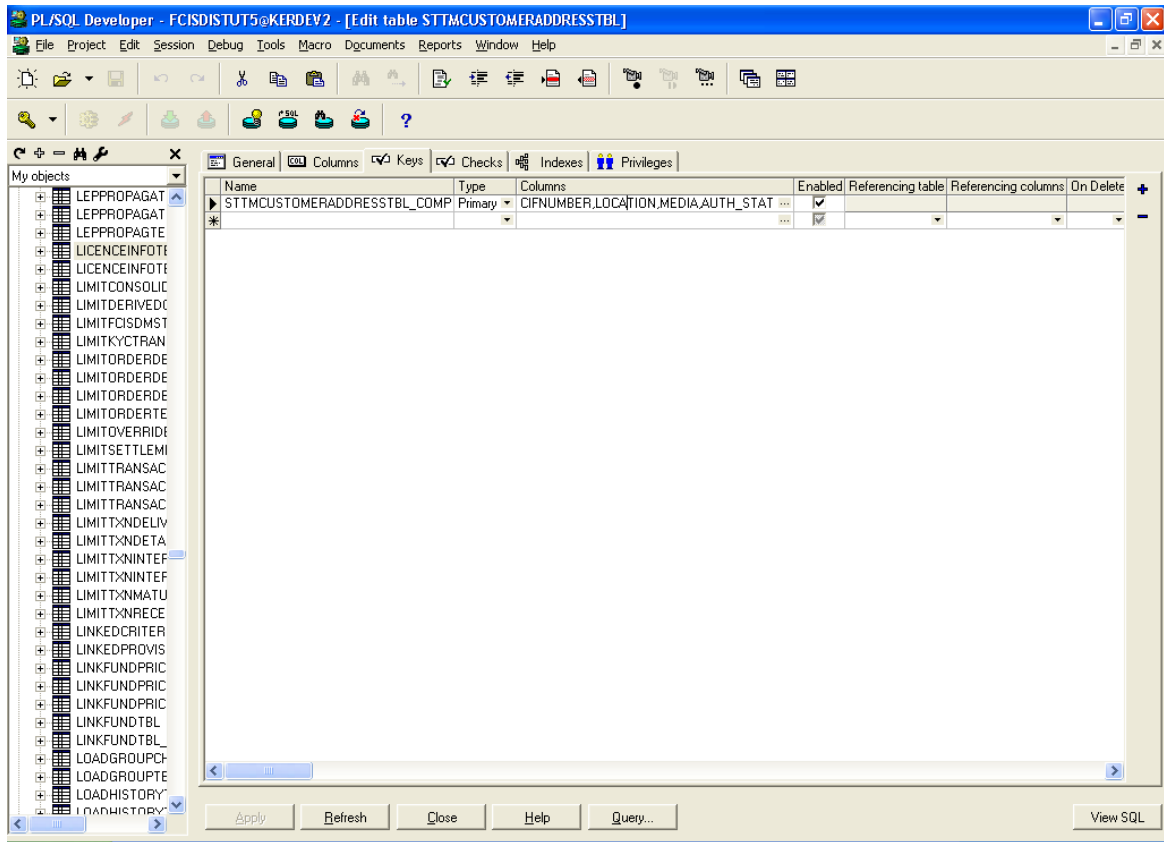 PL/SQL Developer - FCISDISTUT5@KERDEV2 - [Edit table STTMCUSTOMERADDRESSTBL]
File Project Edit Session Debug Tools Macro Documents Reports Window Help
SQL
?
My objects
LEPPROPAGAT
LEPPROPAGAT
LEPPROPAGTE
LICENCEINFOTE
LICENCEINFOTE
LIMITCONSOLID
LIMITDERIVEDC
LIMITFCISDMST
LIMITKYCTRAN
LIMITORDERDE
LIMITORDERDE
LIMITORDERDE
LIMITORDERTE
LIMITOVERRIDE
LIMITSETTLEMI
LIMITTRANSAC
LIMITTRANSAC
LIMITTRANSAC
LIMITTXNDELIV
LIMITTXNDETA
LIMITTXNINTEF
LIMITTXNINTEF
LIMITTXNMATU
LIMITTXNRECE
LINKEDCRITER
LINKEDPROVIS
LINKFUNDPRIC
LINKFUNDPRIC
LINKFUNDPRIC
LINKFUNDTBL
LINKFUNDTBL_
LOADGROUPCH
LOADGROUPTE
LOADHISTORY
LOADHISTORY
General COL Columns Keys Checks Indexes Privileges
Name Type Columns Enabled Referencing table Referencing columns On Delete
STTMCUSTOMERADDRESSTBL_COMP Primary CIFNUMBER,LOCATION,MEDIA,AUTH_STAT ...
...
Apply Refresh Close Help Query... View SQL